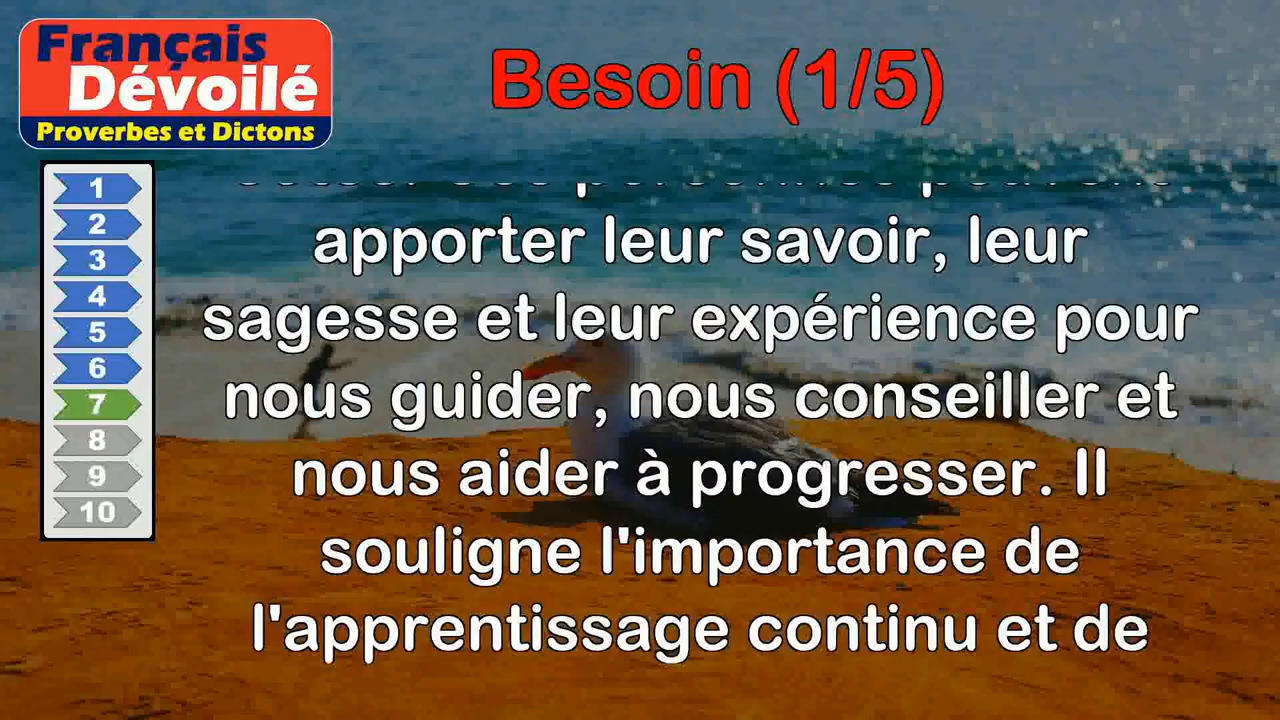 Français
Dévoilé
Proverbes et Dictons
Besoin (1/5)
1
2
3
4
5
6
7
8
9
10
apporter leur savoir, leur
sagesse et leur expérience pour
nous guider, nous conseiller et
nous aider à progresser. Il
souligne l'importance de
l'apprentissage continu et de